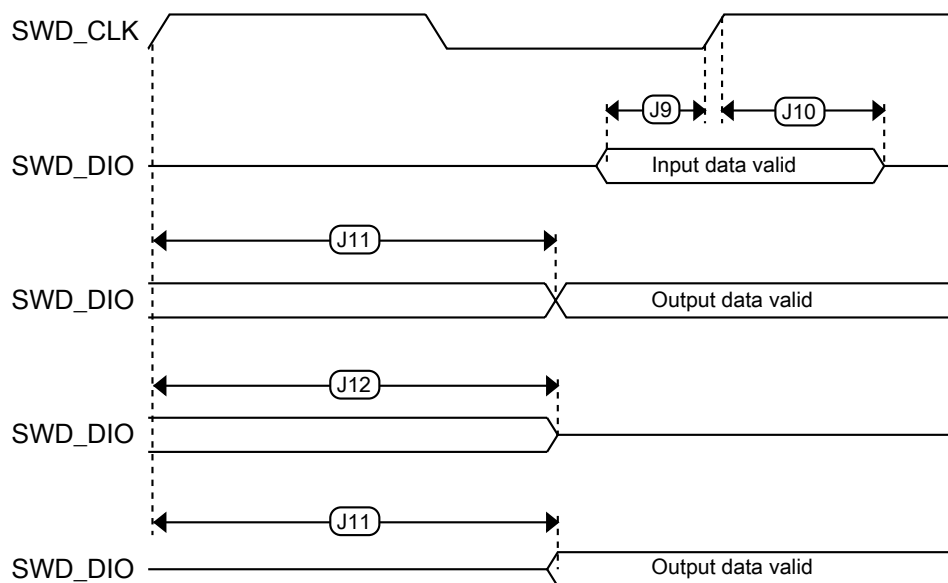 SWD_CLK
J9
J10
SWD_DIO
Input data valid
J11
SWD_DIO
Output data valid
J12
SWD_DIO
J11
SWD_DIO
Output data valid